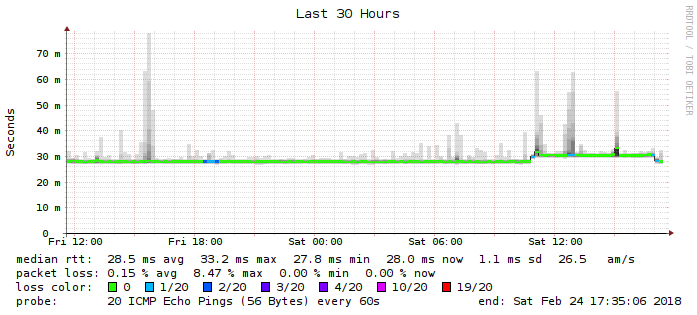 Last 30 Hours
RRDTOOL / TOBI OETIKER
Seconds
70 m
60 m
50 m
40 m
30 m
20 m
10 m
0
Fri 12:00 Fri 18:00 Sat 00:00 Sat 06:00 Sat 12:00
median rtt: 28.5 ms avg 33.2 ms max 27.8 ms min 28.0 ms now 1.1 ms sd 26.5 am/s
packet loss: 0.15 % avg 8.47 % max 0.00 % min 0.00 % now
loss color: 0 1/20 2/20 3/20 4/20 10/20 19/20
probe: 20 ICMP Echo Pings (56 Bytes) every 60s end: Sat Feb 24 17:35:06 2018